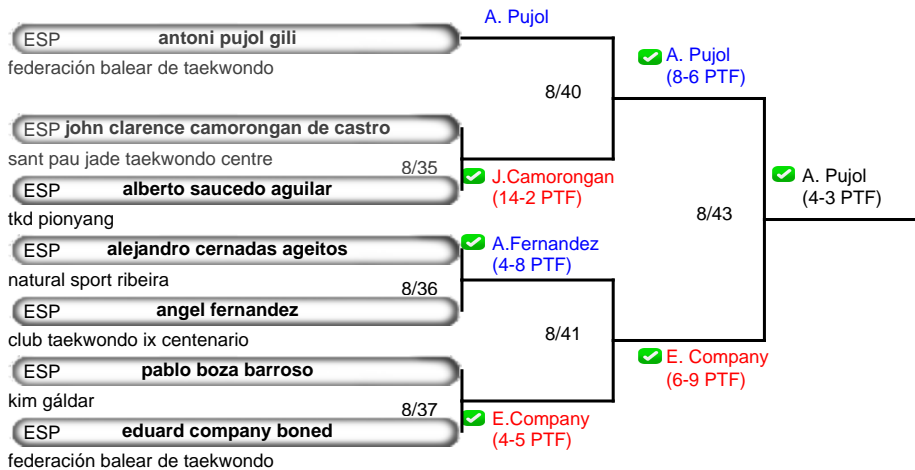 A. Pujol
ESP antoni pujol gili
federación balear de taekwondo
A. Pujol
(8-6 PTF)
8/40
ESP john clarence camorongan de castro
sant pau jade taekwondo centre
8/35
J.Camorongan
(14-2 PTF)
ESP alberto saucedo aguilar
tkd pionyang
A. Pujol
(4-3 PTF)
8/43
ESP alejandro cernadas ageitos
natural sport ribeira
A.Fernandez
(4-8 PTF)
8/36
ESP angel fernandez
club taekwondo ix centenario
8/41
E. Company
(6-9 PTF)
ESP pablo boza barroso
kim gáldar
8/37
E.Company
(4-5 PTF)
ESP eduard company boned
federación balear de taekwondo